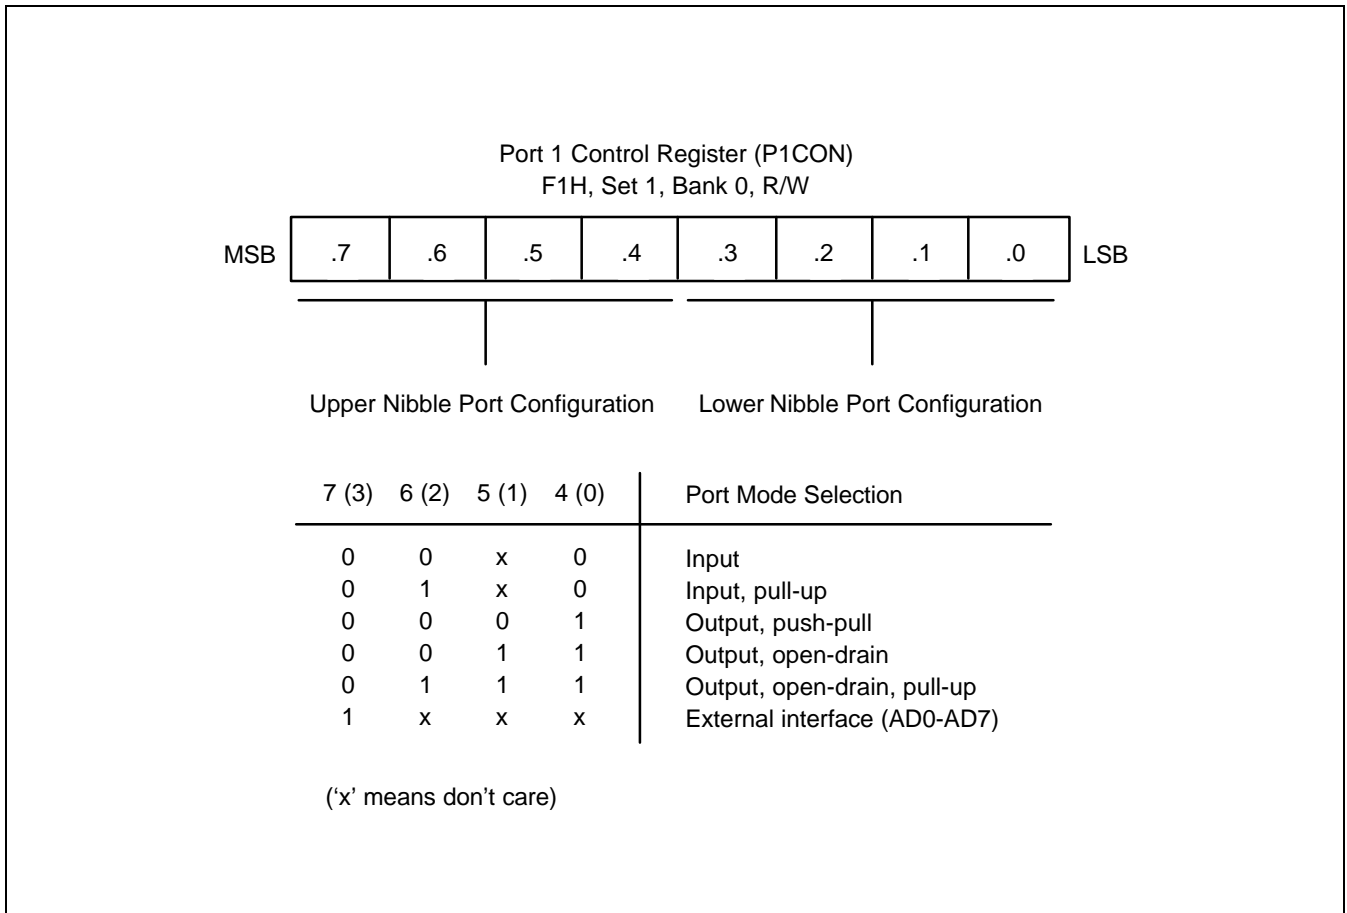 Port 1 Control Register (P1CON)
F1H, Set 1, Bank 0, R/W
MSB .7 .6 .5 .4 .3 .2 .1 .0 LSB
Upper Nibble Port Configuration Lower Nibble Port Configuration
7 (3) 6 (2) 5 (1) 4 (0) Port Mode Selection
0 0 x 0 Input
0 1 x 0 Input, pull-up
0 0 0 1 Output, push-pull
0 0 1 1 Output, open-drain
0 1 1 1 Output, open-drain, pull-up
1 x x x External interface (AD0-AD7)
(‘x’ means don’t care)